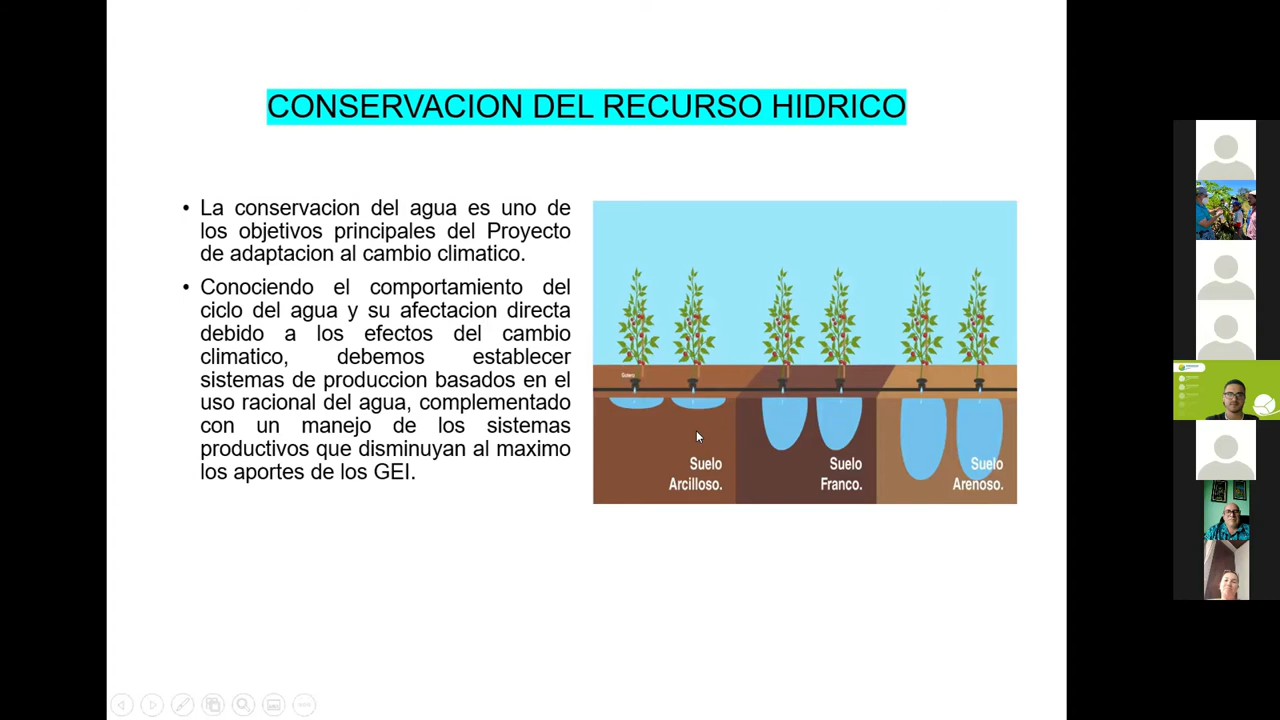 CONSERVACION DEL RECURSO HIDRICO
• La conservacion del agua es uno de
los objetivos principales del Proyecto
de adaptacion al cambio climatico.
• Conociendo el comportamiento del
ciclo del agua y su afectacion directa
debido a los efectos del cambio
climatico, debemos establecer
sistemas de produccion basados en el
uso racional del agua, complementado
con un manejo de los sistemas
productivos que disminuyan al maximo
los aportes de los GEI.
Gotero
Suelo
Arcilloso.
Suelo
Franco.
Suelo
Arenoso.